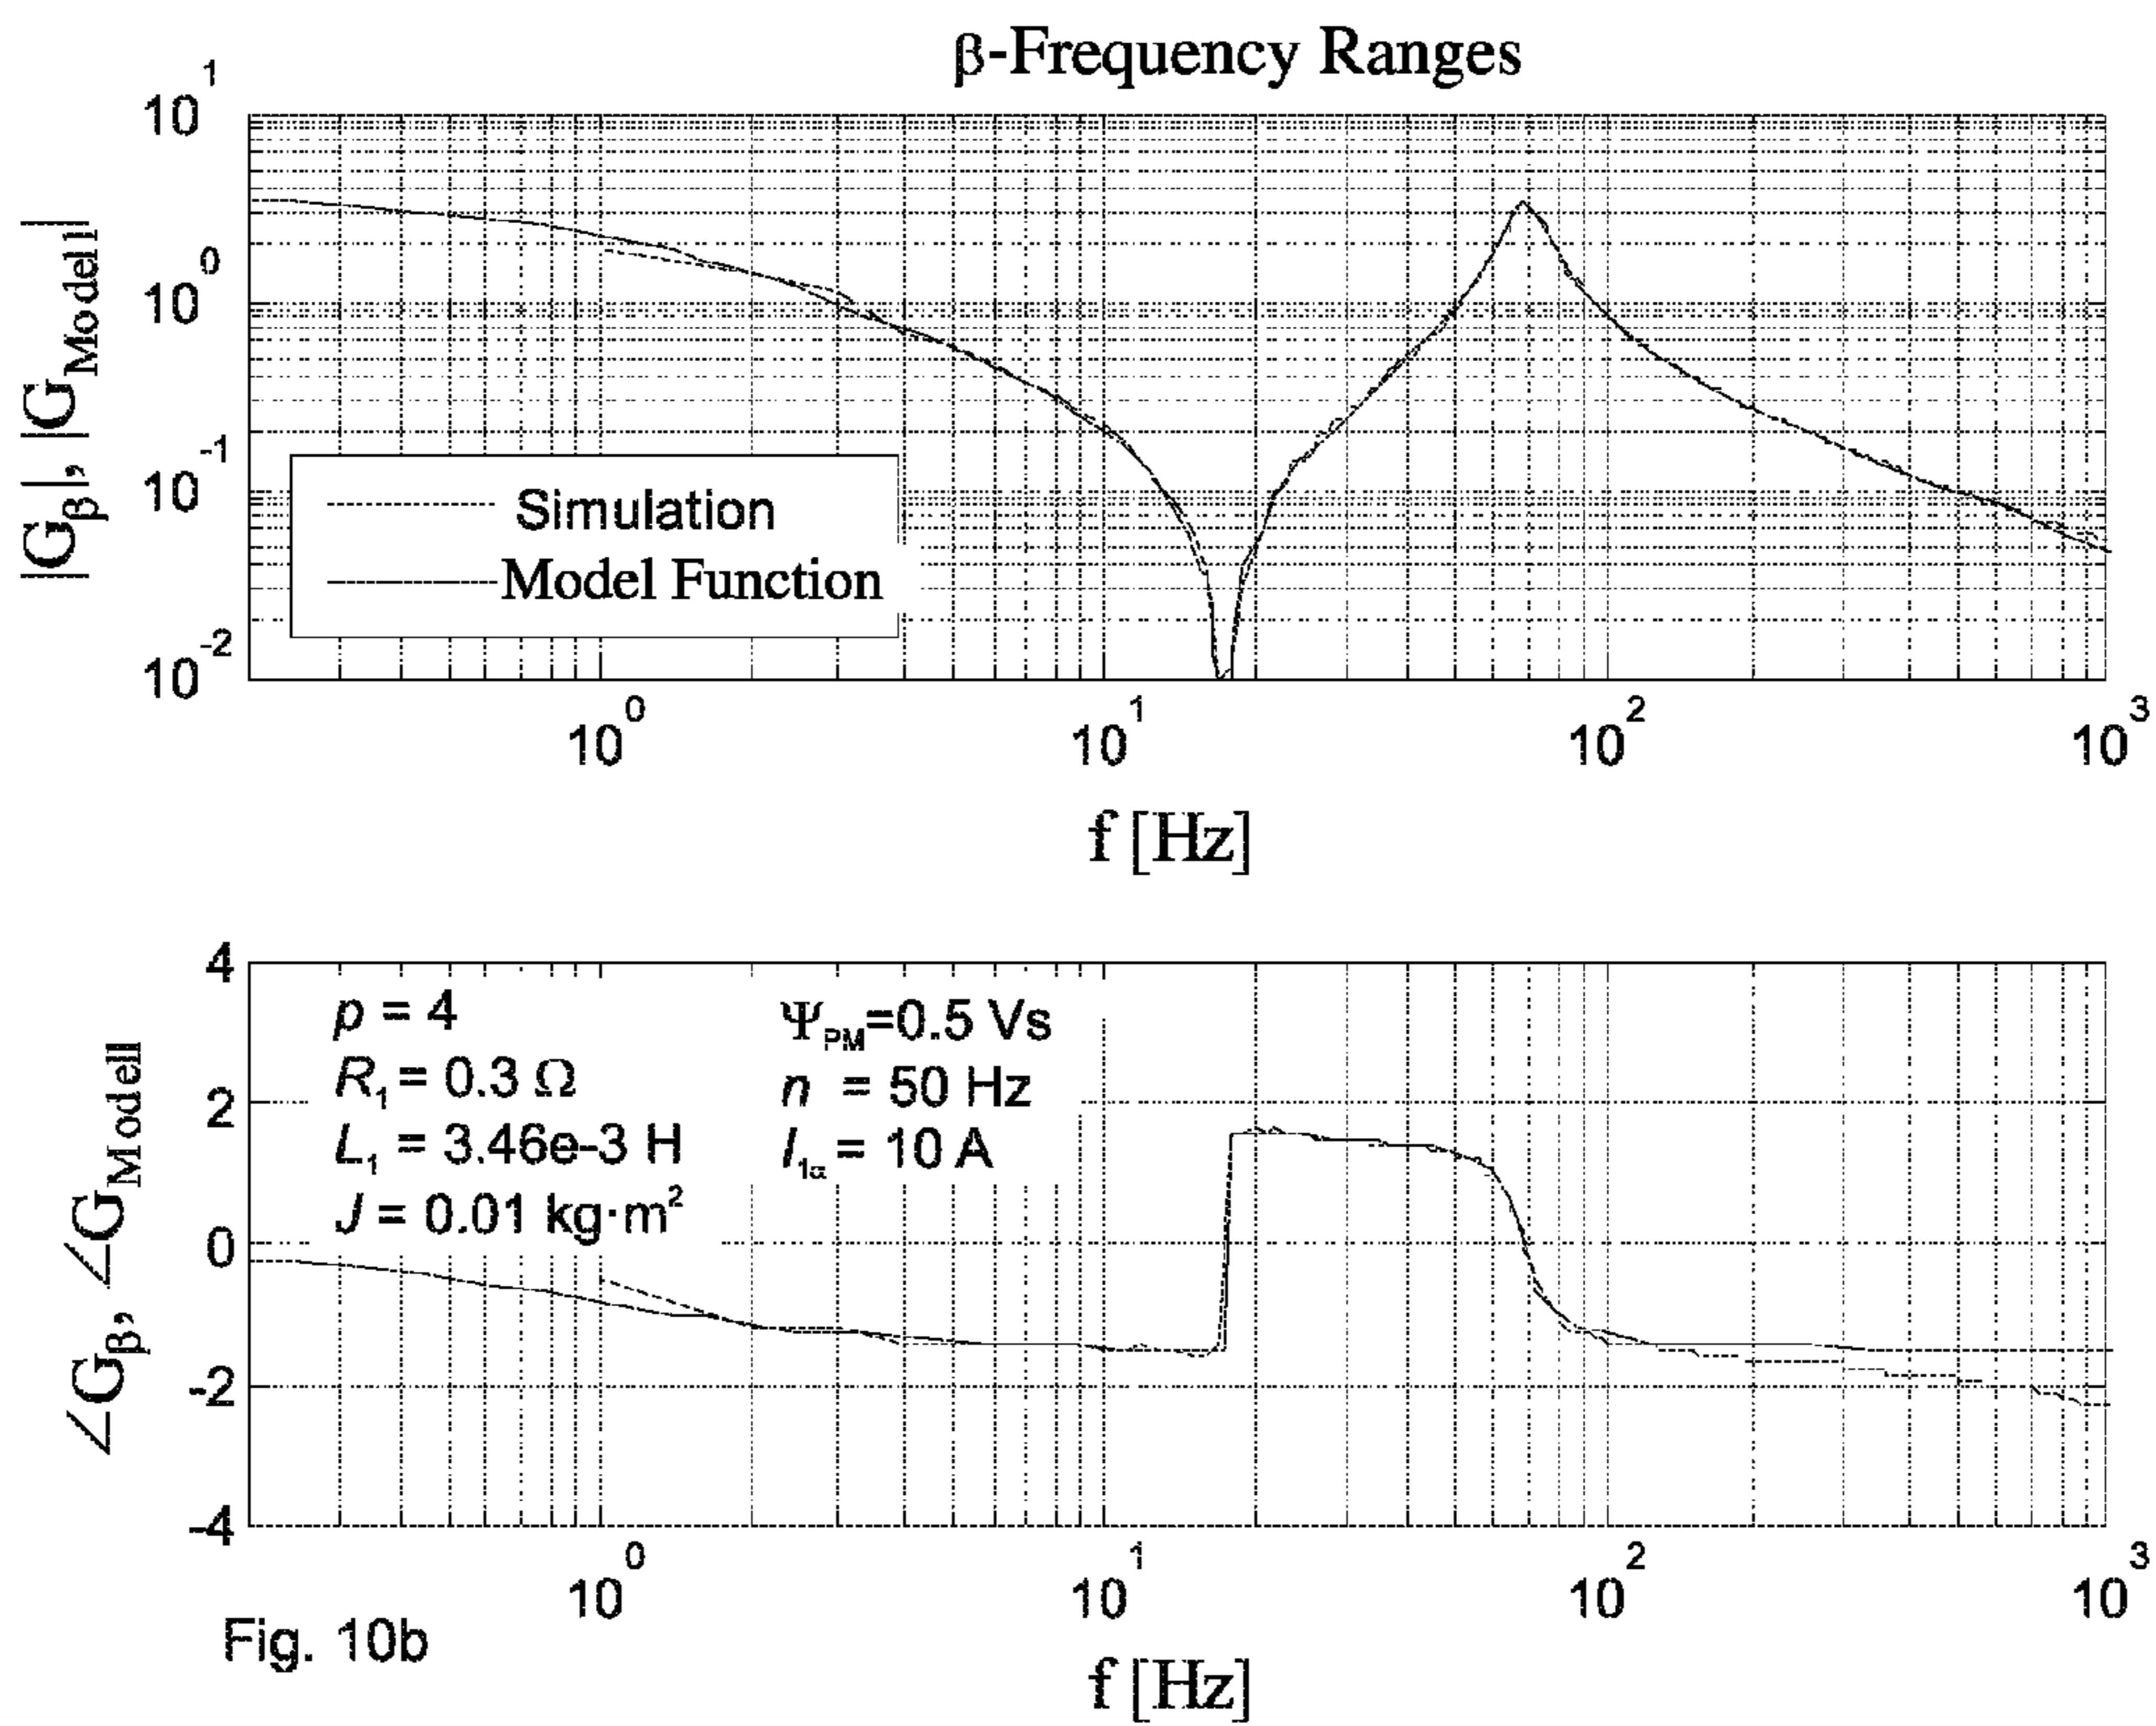 β-Frequency Ranges
|Gβ|, |GModell|
10^1
10^0
10^-1
10^-2
Simulation
Model Function
10^0 10^1 10^2 10^3
f [Hz]
∠Gβ, ∠GModell
4
2
0
-2
-4
p = 4
R1 = 0.3 Ω
L1 = 3.46e-3 H
J = 0.01 kg·m²
ΨPM=0.5 Vs
n = 50 Hz
I1α = 10 A
10^0 10^1 10^2 10^3
f [Hz]
Fig. 10b